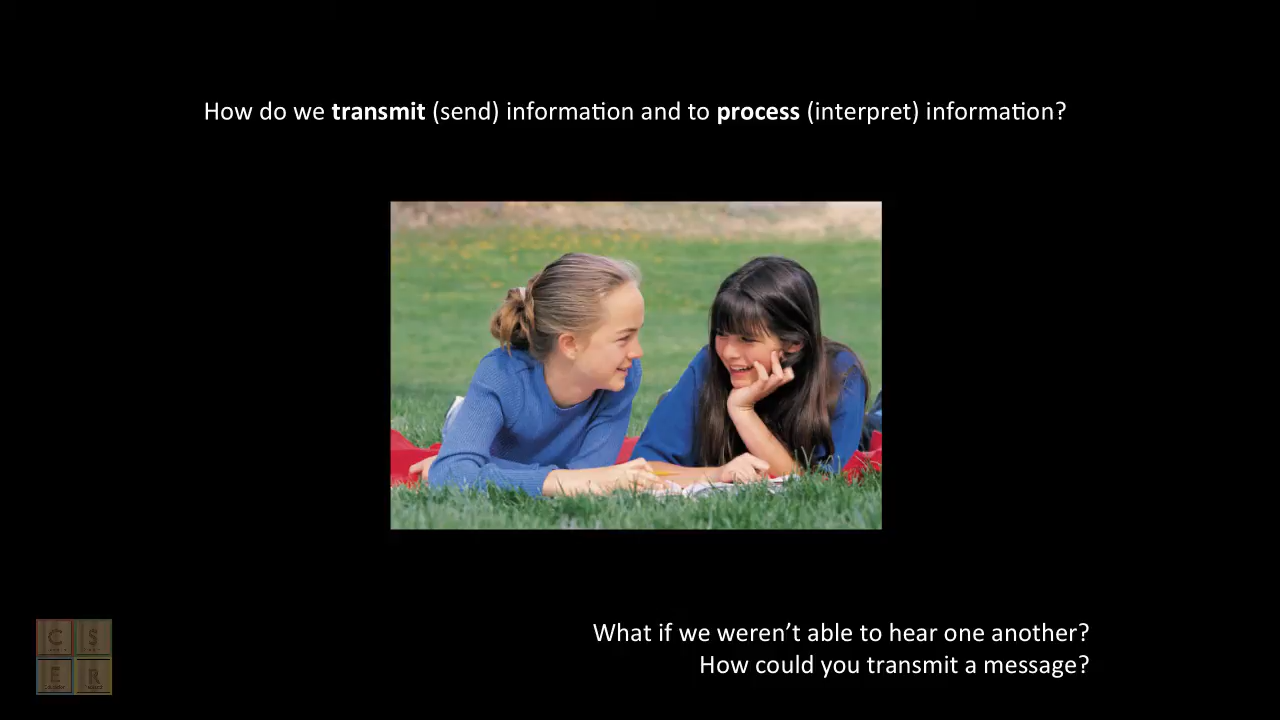 How do we transmit (send) information and to process (interpret) information?
What if we weren't able to hear one another?
How could you transmit a message?
C S
E R